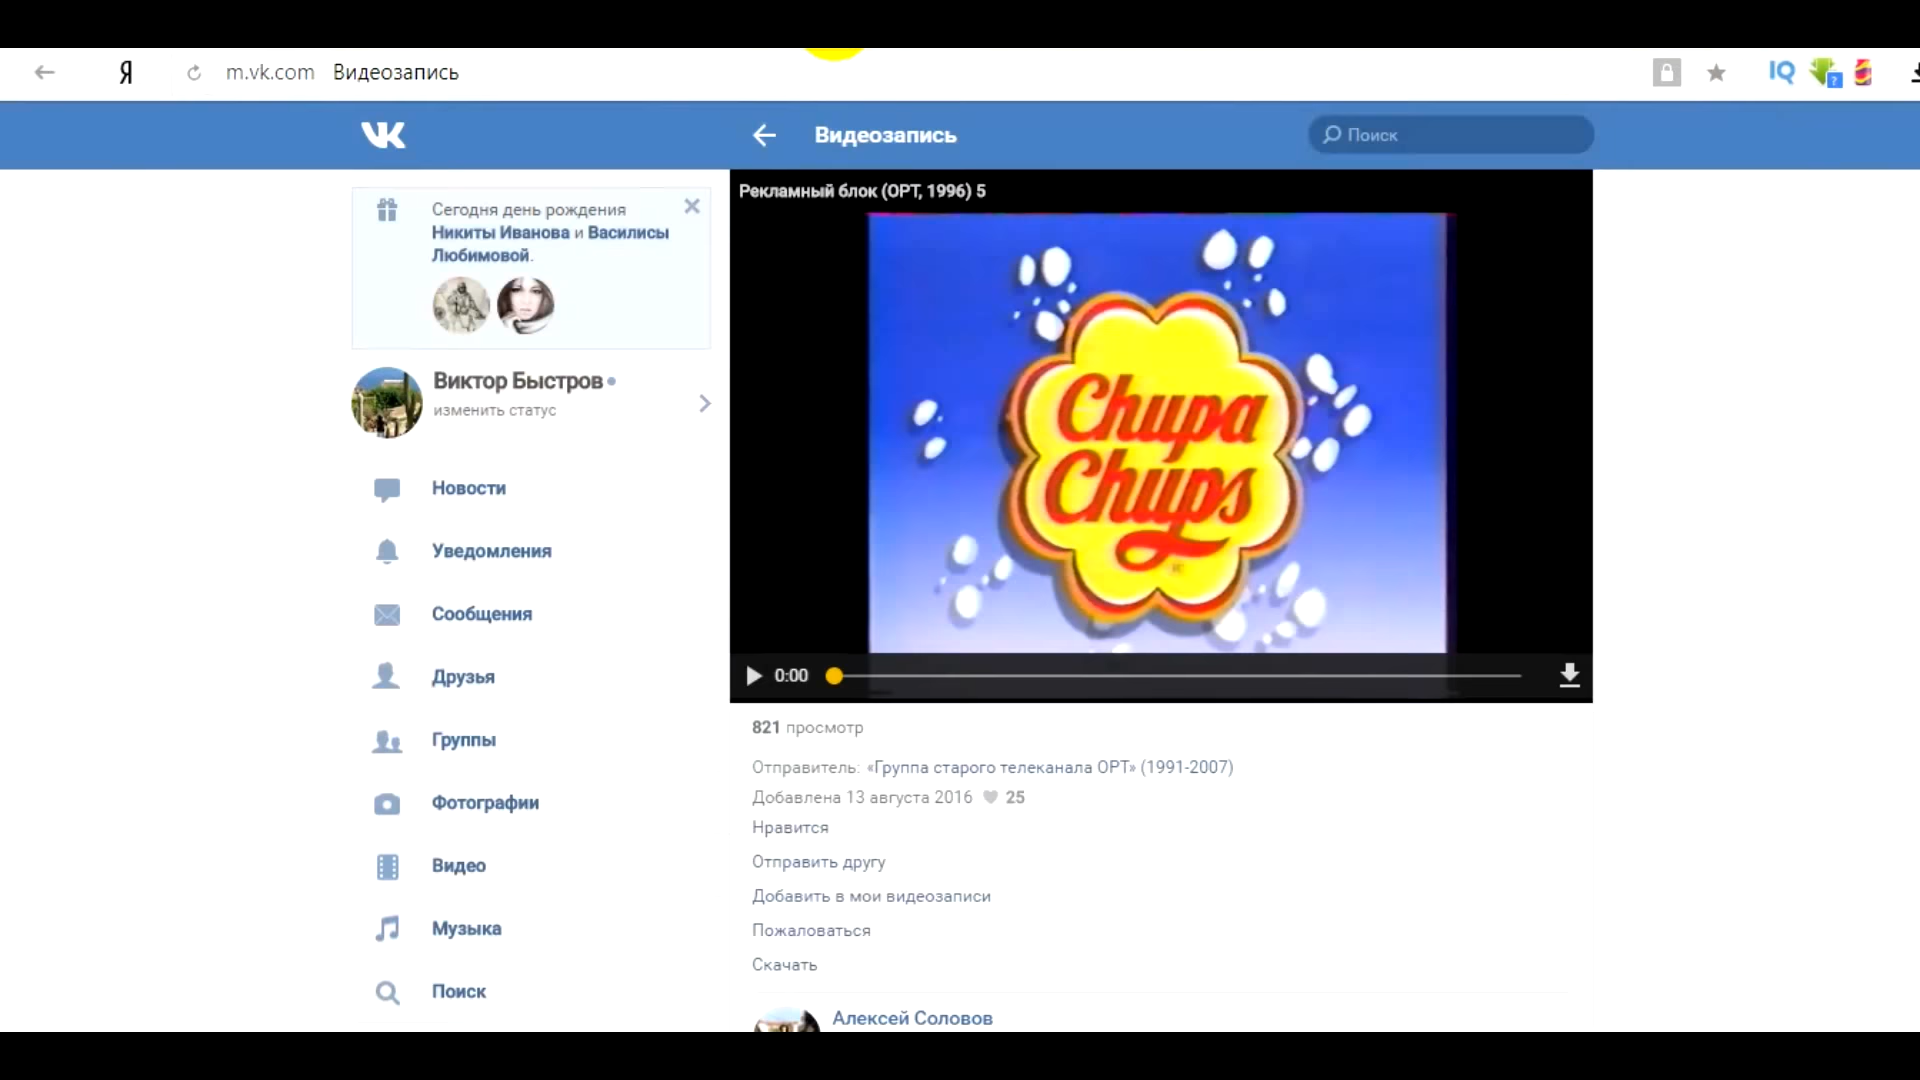 Я
m.vk.com Видеозапись
IQ
?
VK
Видеозапись
Поиск
Сегодня день рождения
Никиты Иванова и Василисы
Любимовой.
Виктор Быстров
изменить статус
Новости
Уведомления
Сообщения
Друзья
Группы
Фотографии
Видео
Музыка
Поиск
Рекламный блок (ОРТ, 1996) 5
Chupa
Chups
0:00
821 просмотр
Отправитель: «Группа старого телеканала ОРТ» (1991-2007)
Добавлена 13 августа 2016 25
Нравится
Отправить другу
Добавить в мои видеозаписи
Пожаловаться
Скачать
Алексей Соловов